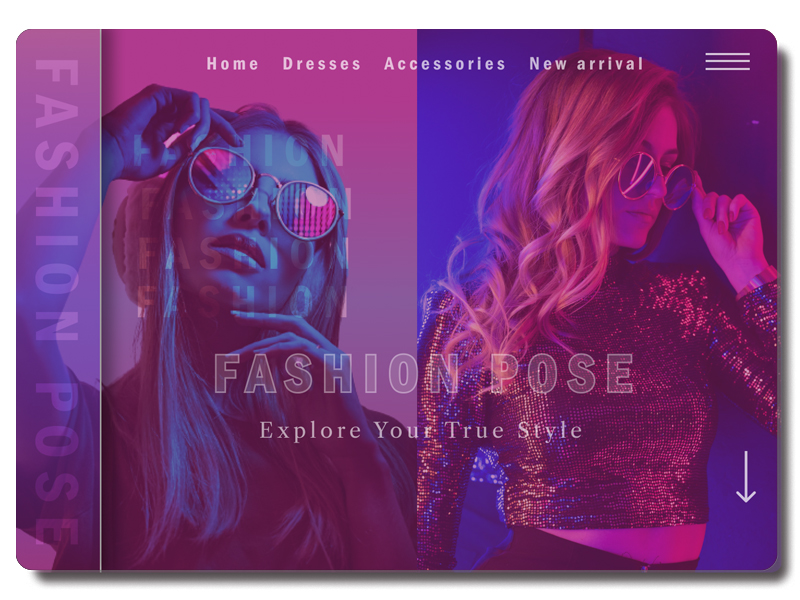 FASHION POSE
Home Dresses Accessories New arrival
FASHION
FASHION
FASHION
FASHION
FASHION POSE
Explore Your True Style